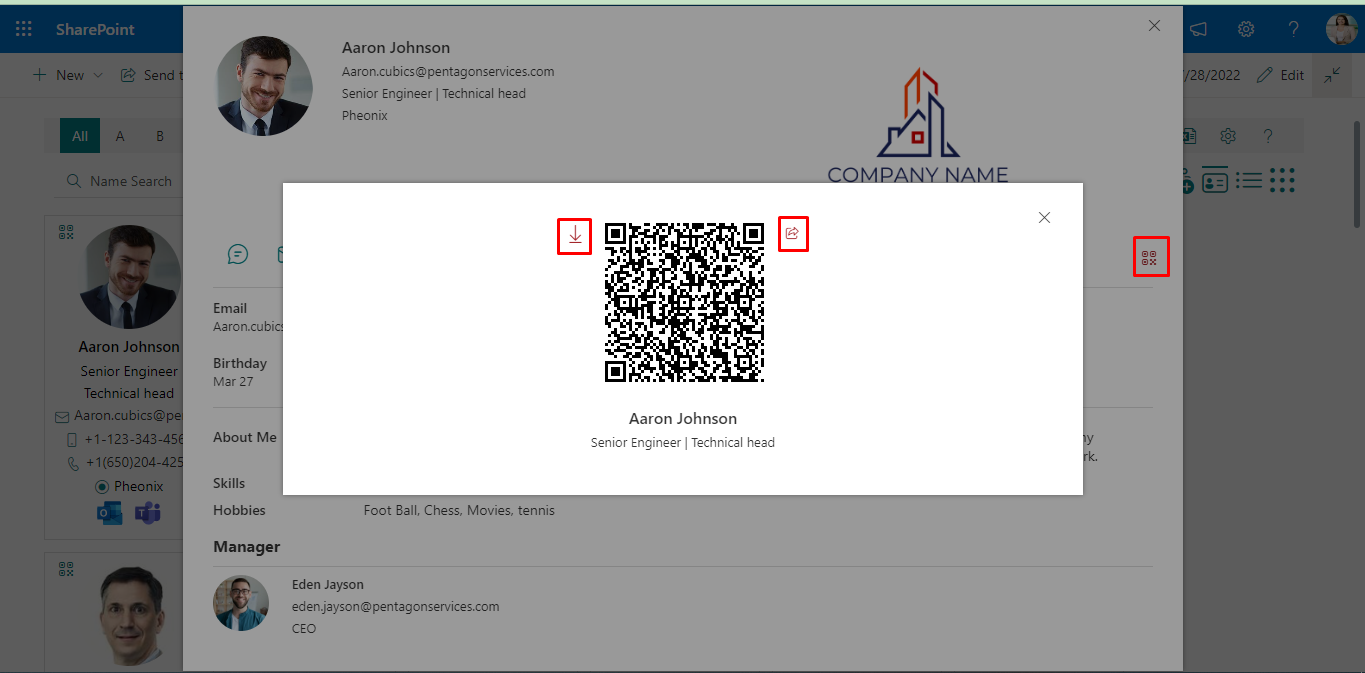 SharePoint
New
Send t
/28/2022
Edit
All
A
B
Name Search
Aaron Johnson
Aaron.cubics@pentagonservices.com
Senior Engineer | Technical head
Pheonix
COMPANY NAME
Aaron Johnson
Senior Engineer
Technical head
Aaron.cubics@pe
+1-123-343-456
+1(650)204-425
Pheonix
Email
Aaron.cubics
Birthday
Mar 27
About Me
ny
rk.
Skills
Hobbies
Foot Ball, Chess, Movies, tennis
Manager
Eden Jayson
eden.jayson@pentagonservices.com
CEO
Aaron Johnson
Senior Engineer | Technical head